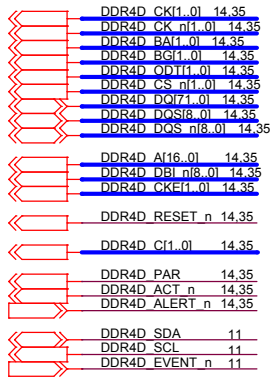 DDR4D_CK[1..0] 14,35
DDR4D_CK_n[1..0] 14,35
DDR4D_BA[1..0] 14,35
DDR4D_BG[1..0] 14,35
DDR4D_ODT[1..0] 14,35
DDR4D_CS_n[1..0] 14,35
DDR4D_DQ[71..0] 14,35
DDR4D_DQS[8..0] 14,35
DDR4D_DQS_n[8..0] 14,35
DDR4D_A[16..0] 14,35
DDR4D_DBI_n[8..0] 14,35
DDR4D_CKE[1..0] 14,35
DDR4D_RESET_n 14,35
DDR4D_C[1..0] 14,35
DDR4D_PAR 14,35
DDR4D_ACT_n 14,35
DDR4D_ALERT_n 14,35
DDR4D_SDA 11
DDR4D_SCL 11
DDR4D_EVENT_n 11